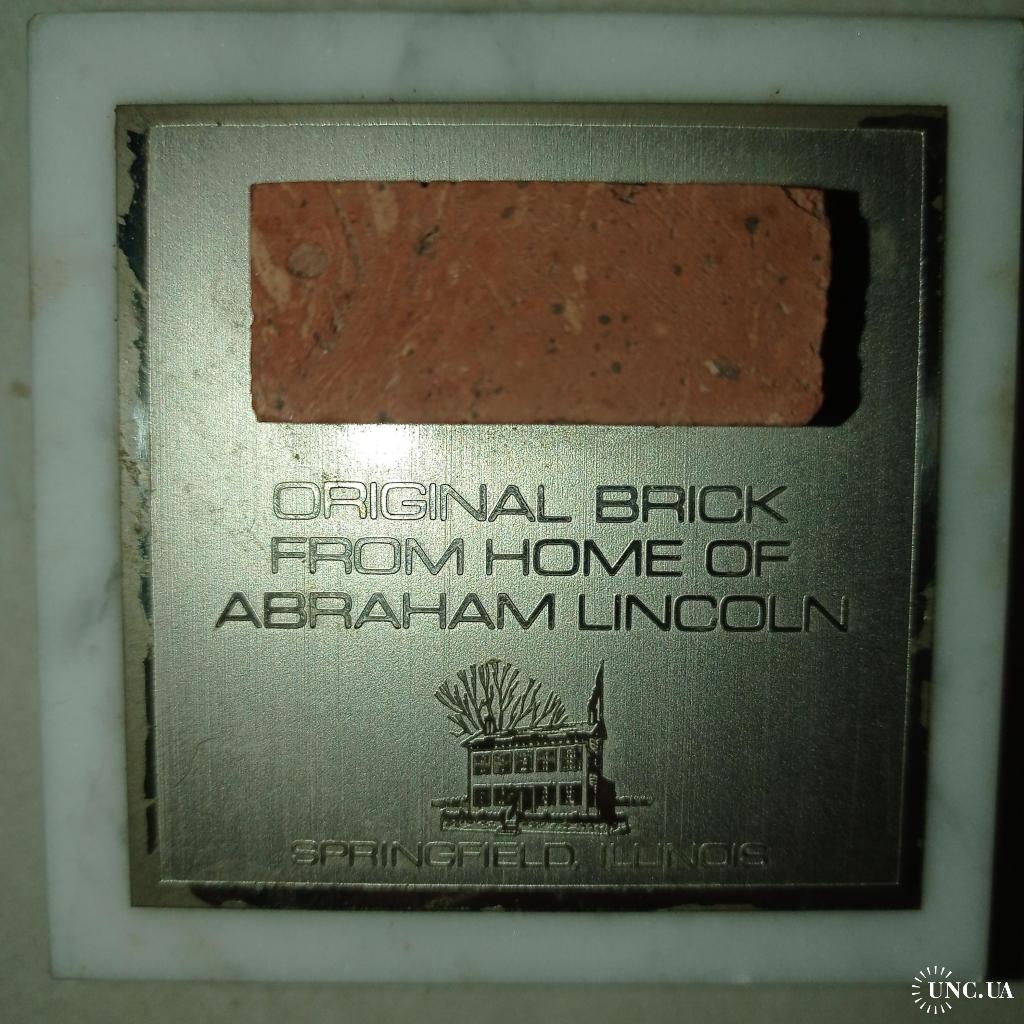 ORIGINAL BRICK
FROM HOME OF
ABRAHAM LINCOLN
SPRINGFIELD, ILLINOIS
UNC.UA